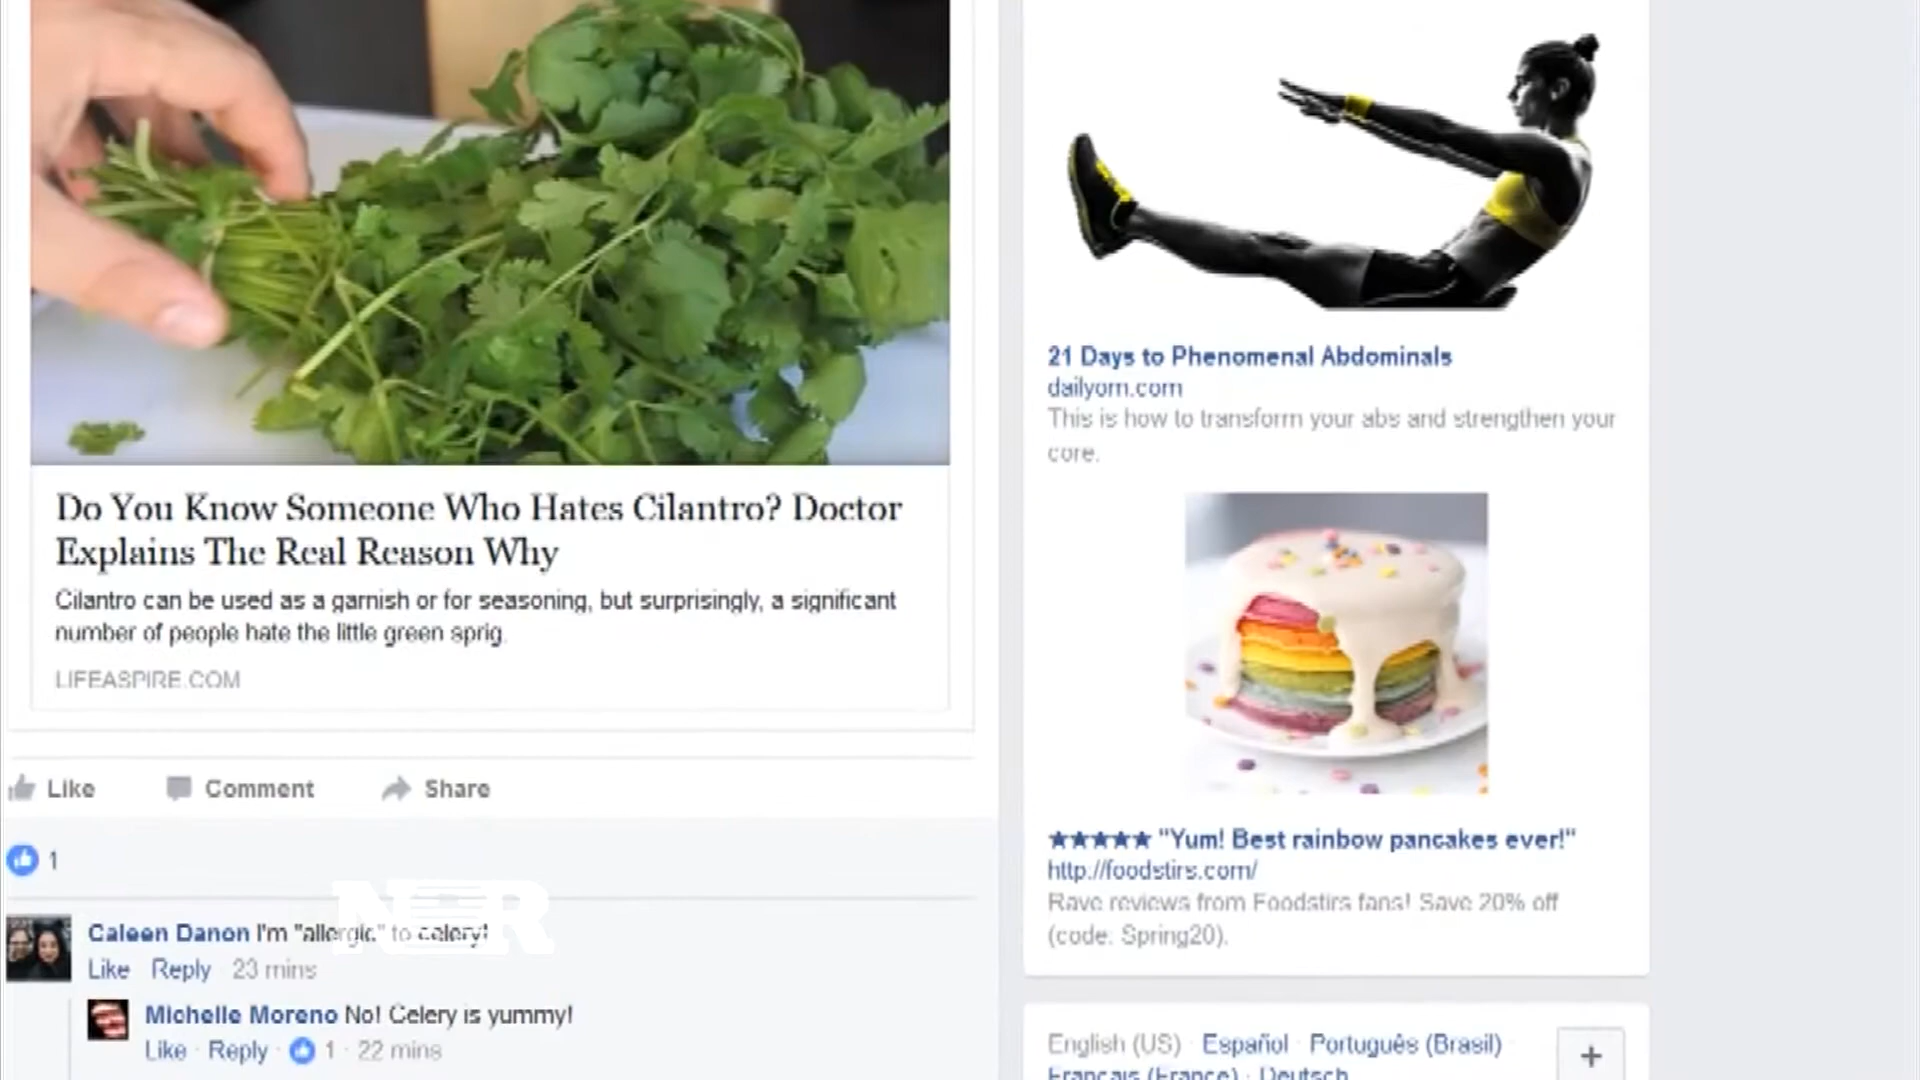 Do You Know Someone Who Hates Cilantro? Doctor
Explains The Real Reason Why
Cilantro can be used as a garnish or for seasoning, but surprisingly, a significant
number of people hate the little green sprig.
LIFEASPIRE.COM
Like Comment Share
1
Caleen Danon I'm "allergic" to celery!
Like Reply 23 mins
Michelle Moreno No! Celery is yummy!
Like · Reply · 1 · 22 mins
21 Days to Phenomenal Abdominals
dailyom.com
This is how to transform your abs and strengthen your
core.
★★★★★ "Yum! Best rainbow pancakes ever!"
http://foodstirs.com/
Rave reviews from Foodstirs fans! Save 20% off
(code: Spring20).
English (US) · Español · Português (Brasil) ·
Français (France) · Deutsch
+